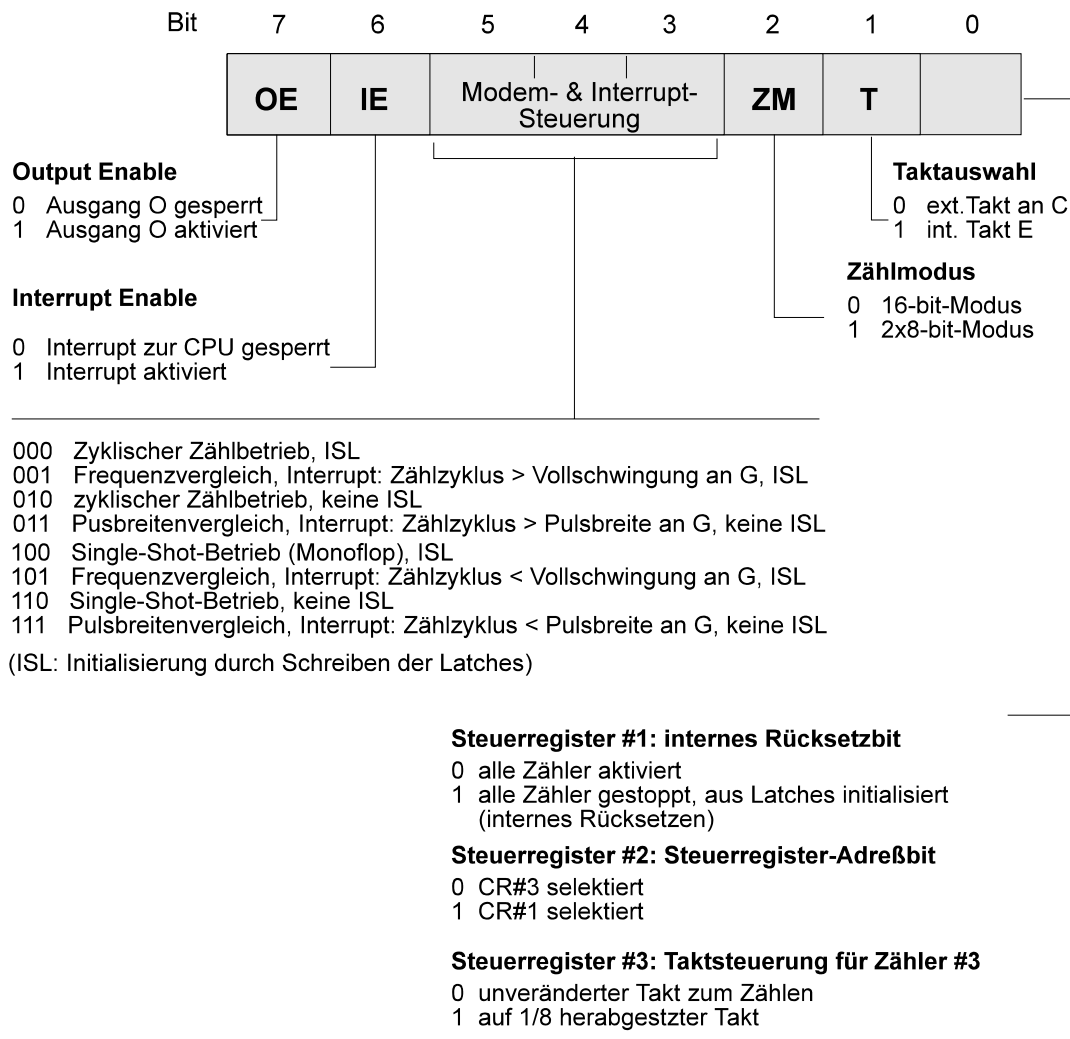 Bit 7 6 5 4 3 2 1 0
OE IE Modem- & Interrupt- ZM T
Steuerung
Output Enable
0 Ausgang O gesperrt
1 Ausgang O aktiviert
Taktauswahl
0 ext.Takt an C
1 int. Takt E
Zählmodus
0 16-bit-Modus
1 2x8-bit-Modus
Interrupt Enable
0 Interrupt zur CPU gesperrt
1 Interrupt aktiviert
000 Zyklischer Zählbetrieb, ISL
001 Frequenzvergleich, Interrupt: Zählzyklus > Vollschwingung an G, ISL
010 zyklischer Zählbetrieb, keine ISL
011 Pusbreitenvergleich, Interrupt: Zählzyklus > Pulsbreite an G, keine ISL
100 Single-Shot-Betrieb (Monoflop), ISL
101 Frequenzvergleich, Interrupt: Zählzyklus < Vollschwingung an G, ISL
110 Single-Shot-Betrieb, keine ISL
111 Pulsbreitenvergleich, Interrupt: Zählzyklus < Pulsbreite an G, keine ISL
(ISL: Initialisierung durch Schreiben der Latches)
Steuerregister #1: internes Rücksetzbit
0 alle Zähler aktiviert
1 alle Zähler gestoppt, aus Latches initialisiert
(internes Rücksetzen)
Steuerregister #2: Steuerregister-Adreßbit
0 CR#3 selektiert
1 CR#1 selektiert
Steuerregister #3: Taktsteuerung für Zähler #3
0 unveränderter Takt zum Zählen
1 auf 1/8 herabgestzter Takt